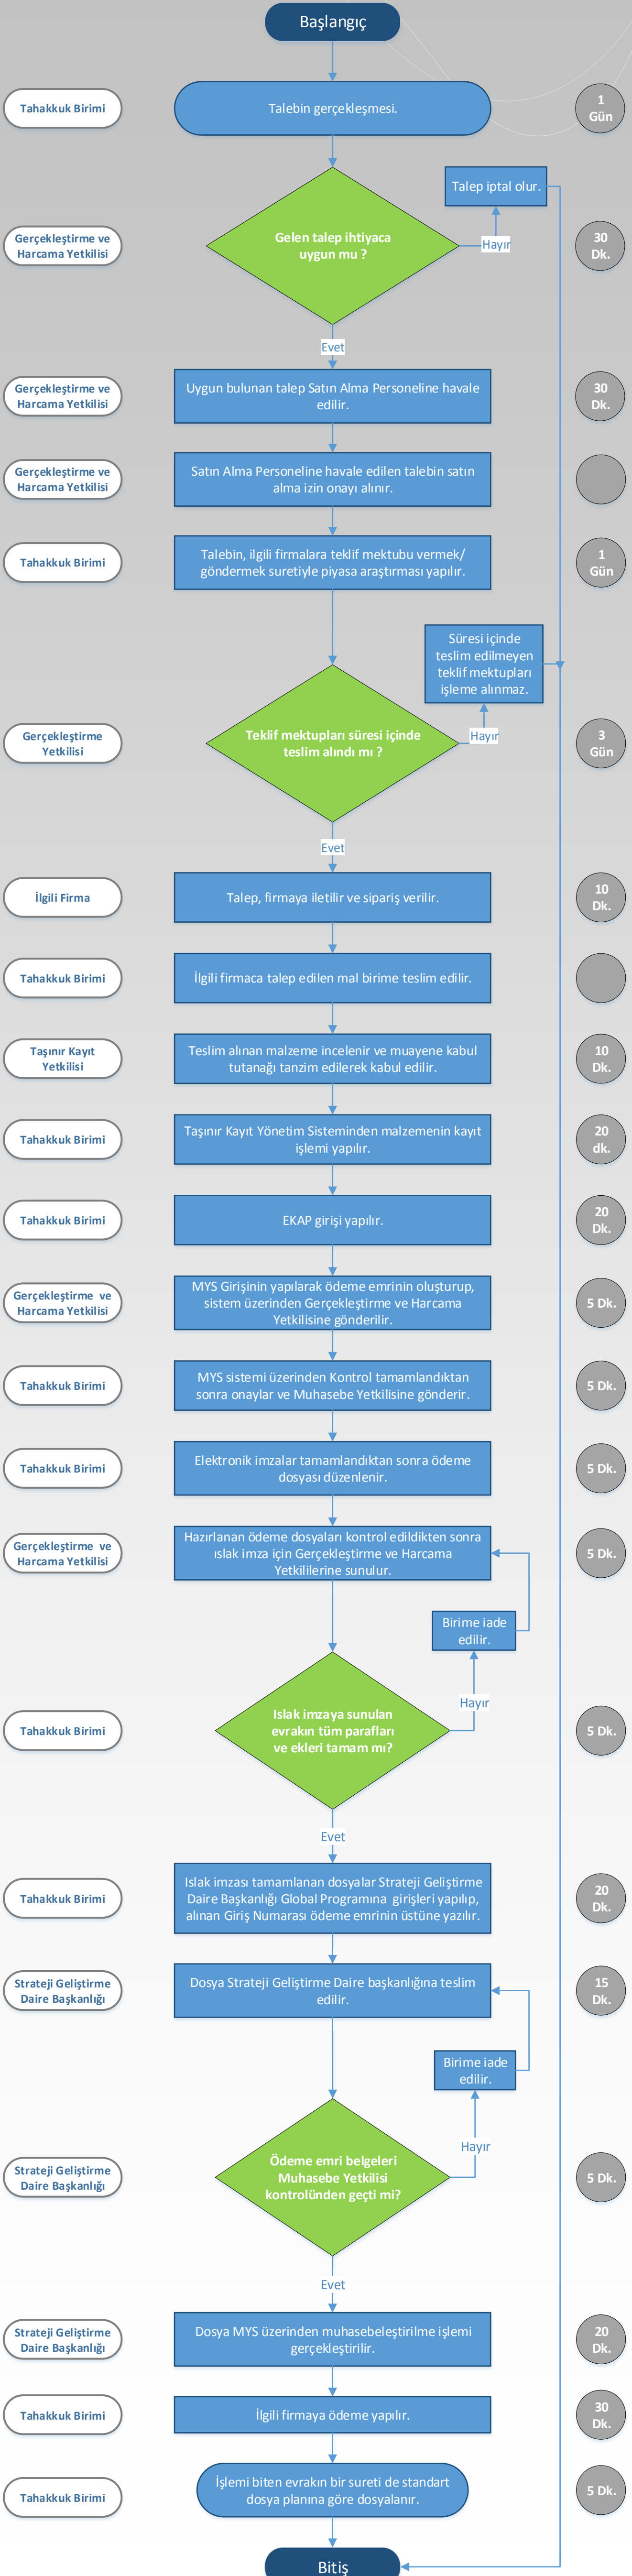 Başlangıç
Tahakkuk Birimi
Talebin gerçekleşmesi.
1
Gün
Talep iptal olur.
Gerçekleştirme ve
Harcama Yetkilisi
Gelen talep ihtiyaca
uygun mu ?
Hayır
30
Dk.
Evet
Gerçekleştirme ve
Harcama Yetkilisi
Uygun bulunan talep Satın Alma Personeline havale
edilir.
30
Dk.
Gerçekleştirme ve
Harcama Yetkilisi
Satın Alma Personeline havale edilen talebin satın
alma izin onayı alınır.
Tahakkuk Birimi
Talebin, ilgili firmalara teklif mektubu vermek/
göndermek suretiyle piyasa araştırması yapılır.
1
Gün
Süresi içinde
teslim edilmeyen
teklif mektupları
işleme alınmaz.
Gerçekleştirme
Yetkilisi
Teklif mektupları süresi içinde
teslim alındı mı ?
Hayır
3
Gün
Evet
İlgili Firma
Talep, firmaya iletilir ve sipariş verilir.
10
Dk.
Tahakkuk Birimi
İlgili firmaca talep edilen mal birime teslim edilir.
Taşınır Kayıt
Yetkilisi
Teslim alınan malzeme incelenir ve muayene kabul
tutanağı tanzim edilerek kabul edilir.
10
Dk.
Tahakkuk Birimi
Taşınır Kayıt Yönetim Sisteminden malzemenin kayıt
işlemi yapılır.
20
dk.
Tahakkuk Birimi
EKAP girişi yapılır.
20
Dk.
Gerçekleştirme ve
Harcama Yetkilisi
MYS Girişinin yapılarak ödeme emrinin oluşturup,
sistem üzerinden Gerçekleştirme ve Harcama
Yetkilisine gönderilir.
5 Dk.
Tahakkuk Birimi
MYS sistemi üzerinden Kontrol tamamlandıktan
sonra onaylar ve Muhasebe Yetkilisine gönderir.
5 Dk.
Tahakkuk Birimi
Elektronik imzalar tamamlandıktan sonra ödeme
dosyası düzenlenir.
5 Dk.
Gerçekleştirme ve
Harcama Yetkilisi
Hazırlanan ödeme dosyaları kontrol edildikten sonra
ıslak imza için Gerçekleştirme ve Harcama
Yetkililerine sunulur.
5 Dk.
Birime iade
edilir.
Hayır
Tahakkuk Birimi
Islak imzaya sunulan
evrakın tüm parafları
ve ekleri tamam mı?
5 Dk.
Evet
Tahakkuk Birimi
Islak imzası tamamlanan dosyalar Strateji Geliştirme
Daire Başkanlığı Global Programına girişleri yapılıp,
alınan Giriş Numarası ödeme emrinin üstüne yazılır.
20
Dk.
Strateji Geliştirme
Daire Başkanlığı
Dosya Strateji Geliştirme Daire başkanlığına teslim
edilir.
15
Dk.
Birime iade
edilir.
Hayır
Strateji Geliştirme
Daire Başkanlığı
Ödeme emri belgeleri
Muhasebe Yetkilisi
kontrolünden geçti mi?
5 Dk.
Evet
Strateji Geliştirme
Daire Başkanlığı
Dosya MYS üzerinden muhasebeleştirilme işlemi
gerçekleştirilir.
20
Dk.
Tahakkuk Birimi
İlgili firmaya ödeme yapılır.
30
Dk.
Tahakkuk Birimi
İşlemi biten evrakın bir sureti de standart
dosya planına göre dosyalanır.
5 Dk.
Bitiş